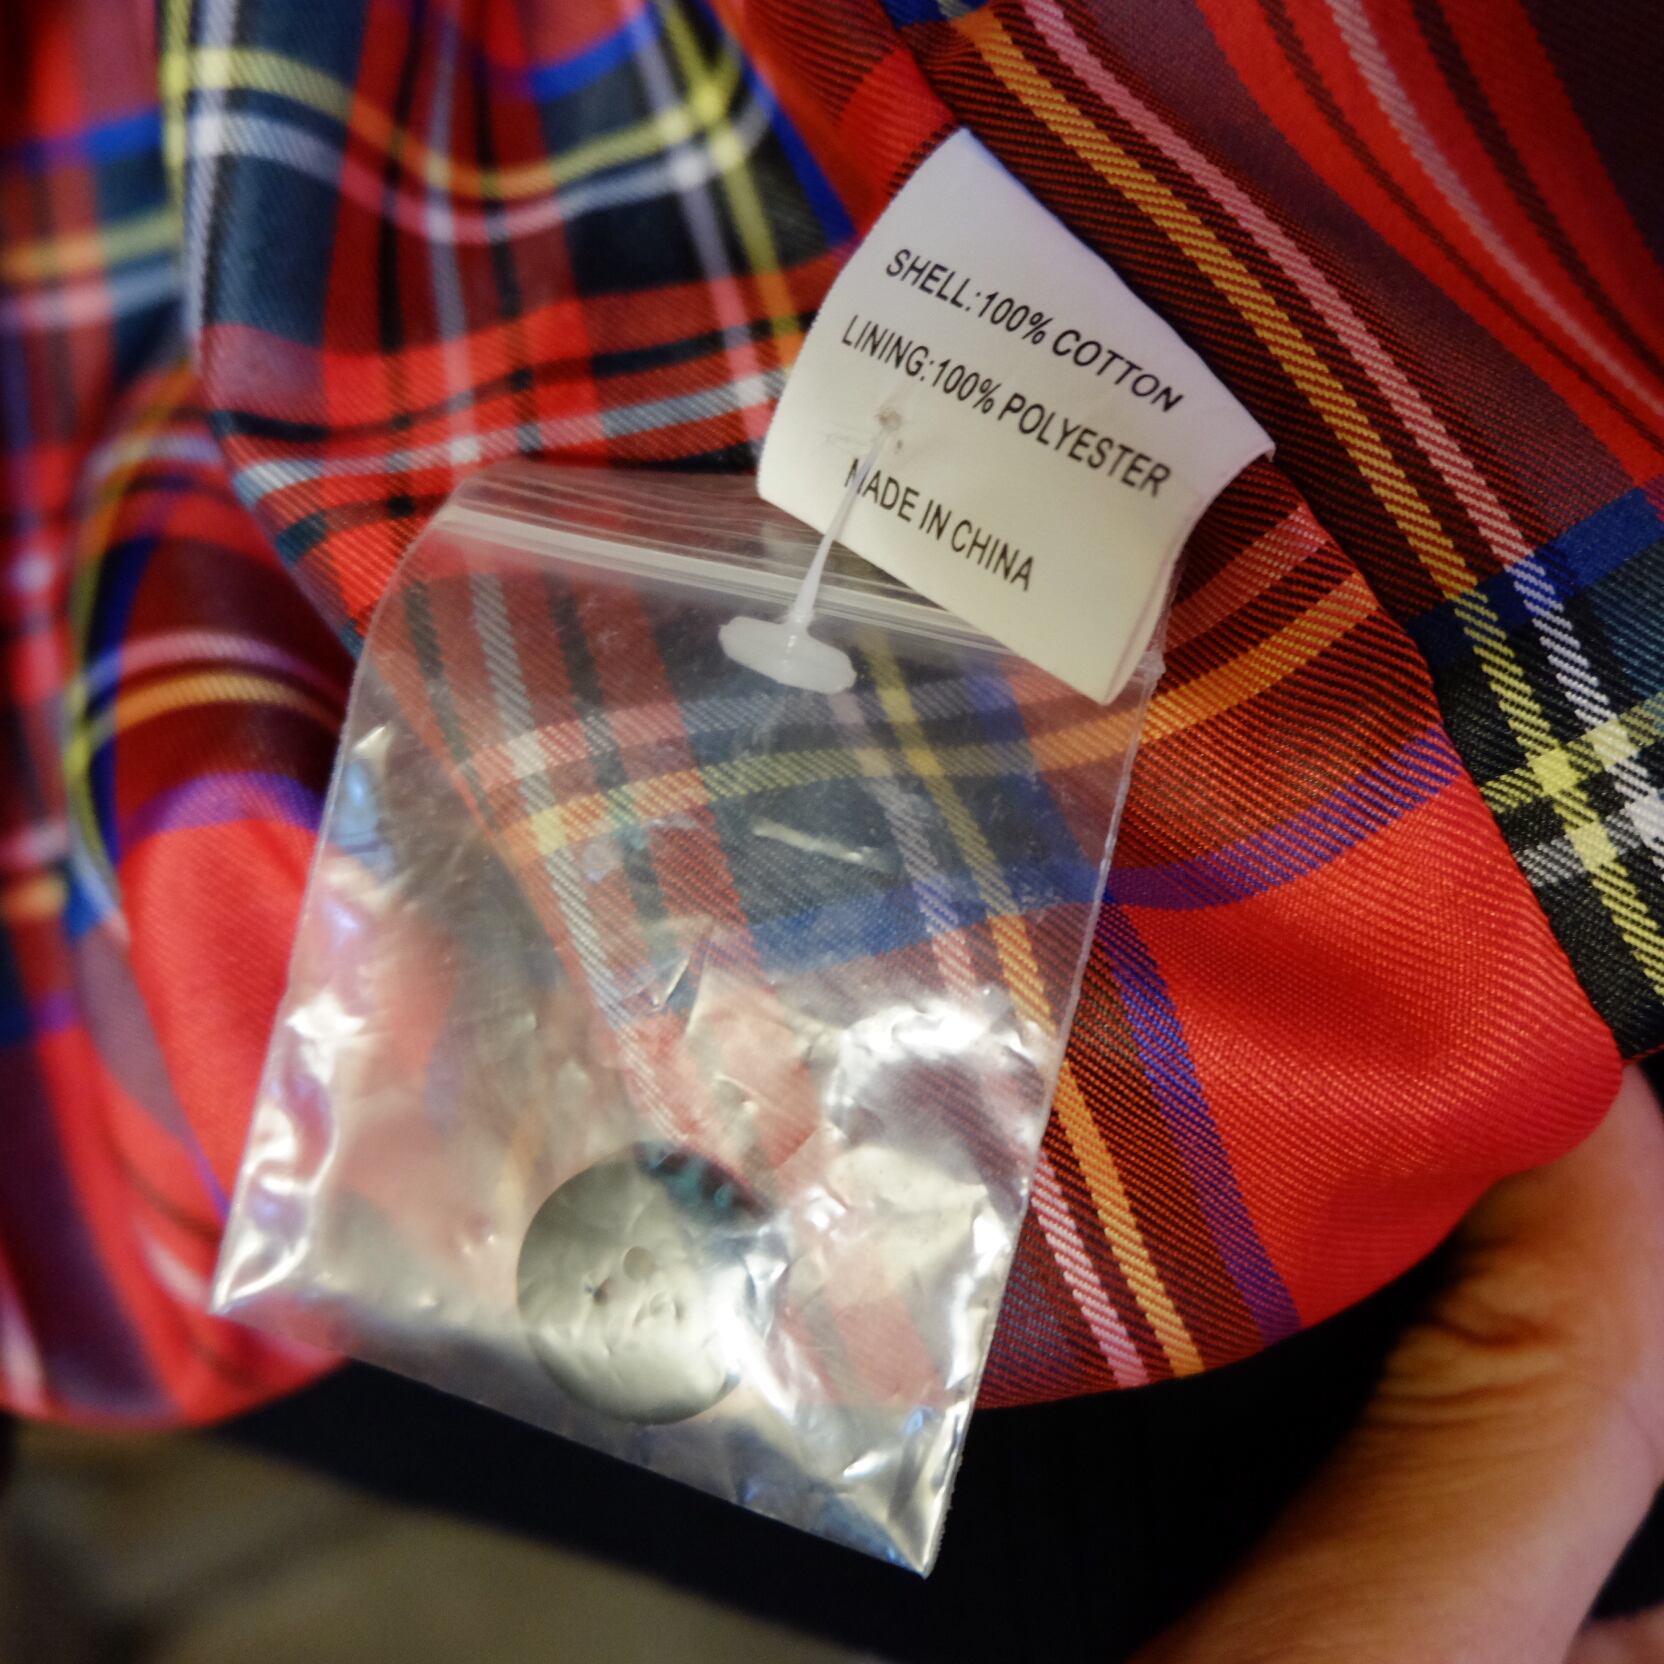 SHELL:100% COTTON
LINING:100% POLYESTER
MADE IN CHINA